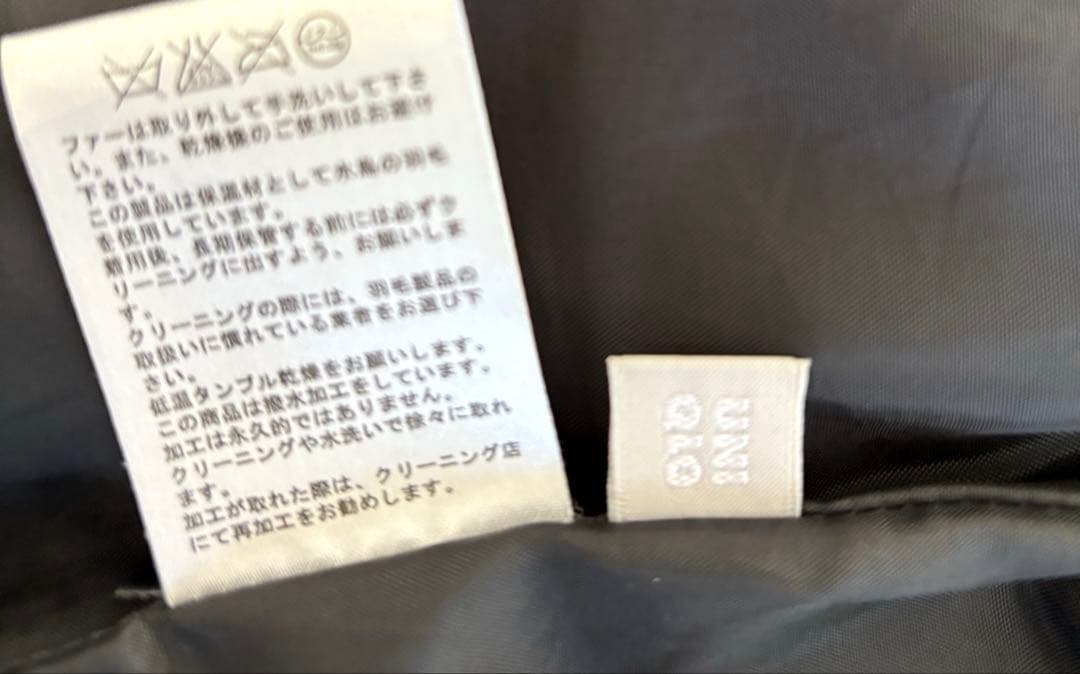 ファーは取り外して手洗いして下さ
い。また、乾燥機のご使用はお避け
下さい。
この製品は保温材として水鳥の羽毛
を使用しています。
着用後、長期保管する前には必ずク
リーニングに出すよう、お願いしま
す。
クリーニングの際には、羽毛製品の
取扱いに慣れている業者をお選び下
さい。
低温タンブル乾燥をお願いします。
この商品は撥水加工をしています。
加工は永久的ではありません。
クリーニングや水洗いで徐々に取れ
ます。
加工が取れた際は、クリーニング店
にて再加工をお勧めします。